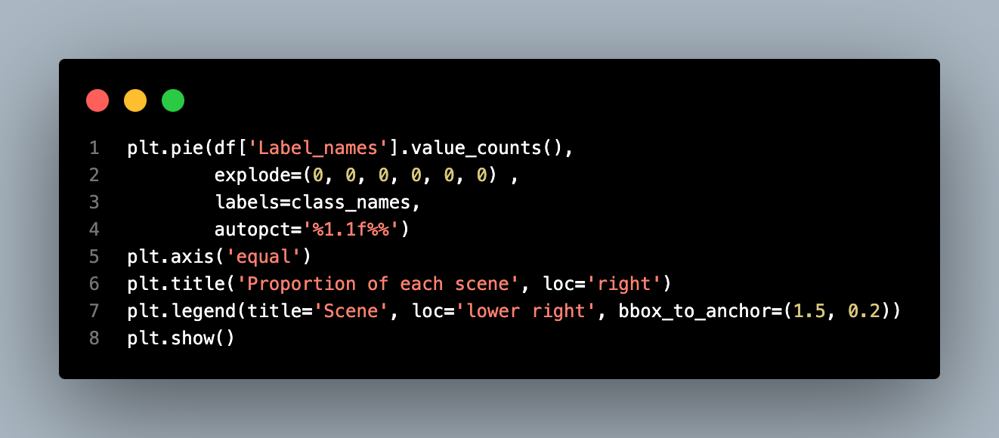 1 plt.pie(df['Label_names'].value_counts(),
2         explode=(0, 0, 0, 0, 0, 0) ,
3         labels=class_names,
4         autopct='%1.1f%%')
5 plt.axis('equal')
6 plt.title('Proportion of each scene', loc='right')
7 plt.legend(title='Scene', loc='lower right', bbox_to_anchor=(1.5, 0.2))
8 plt.show()